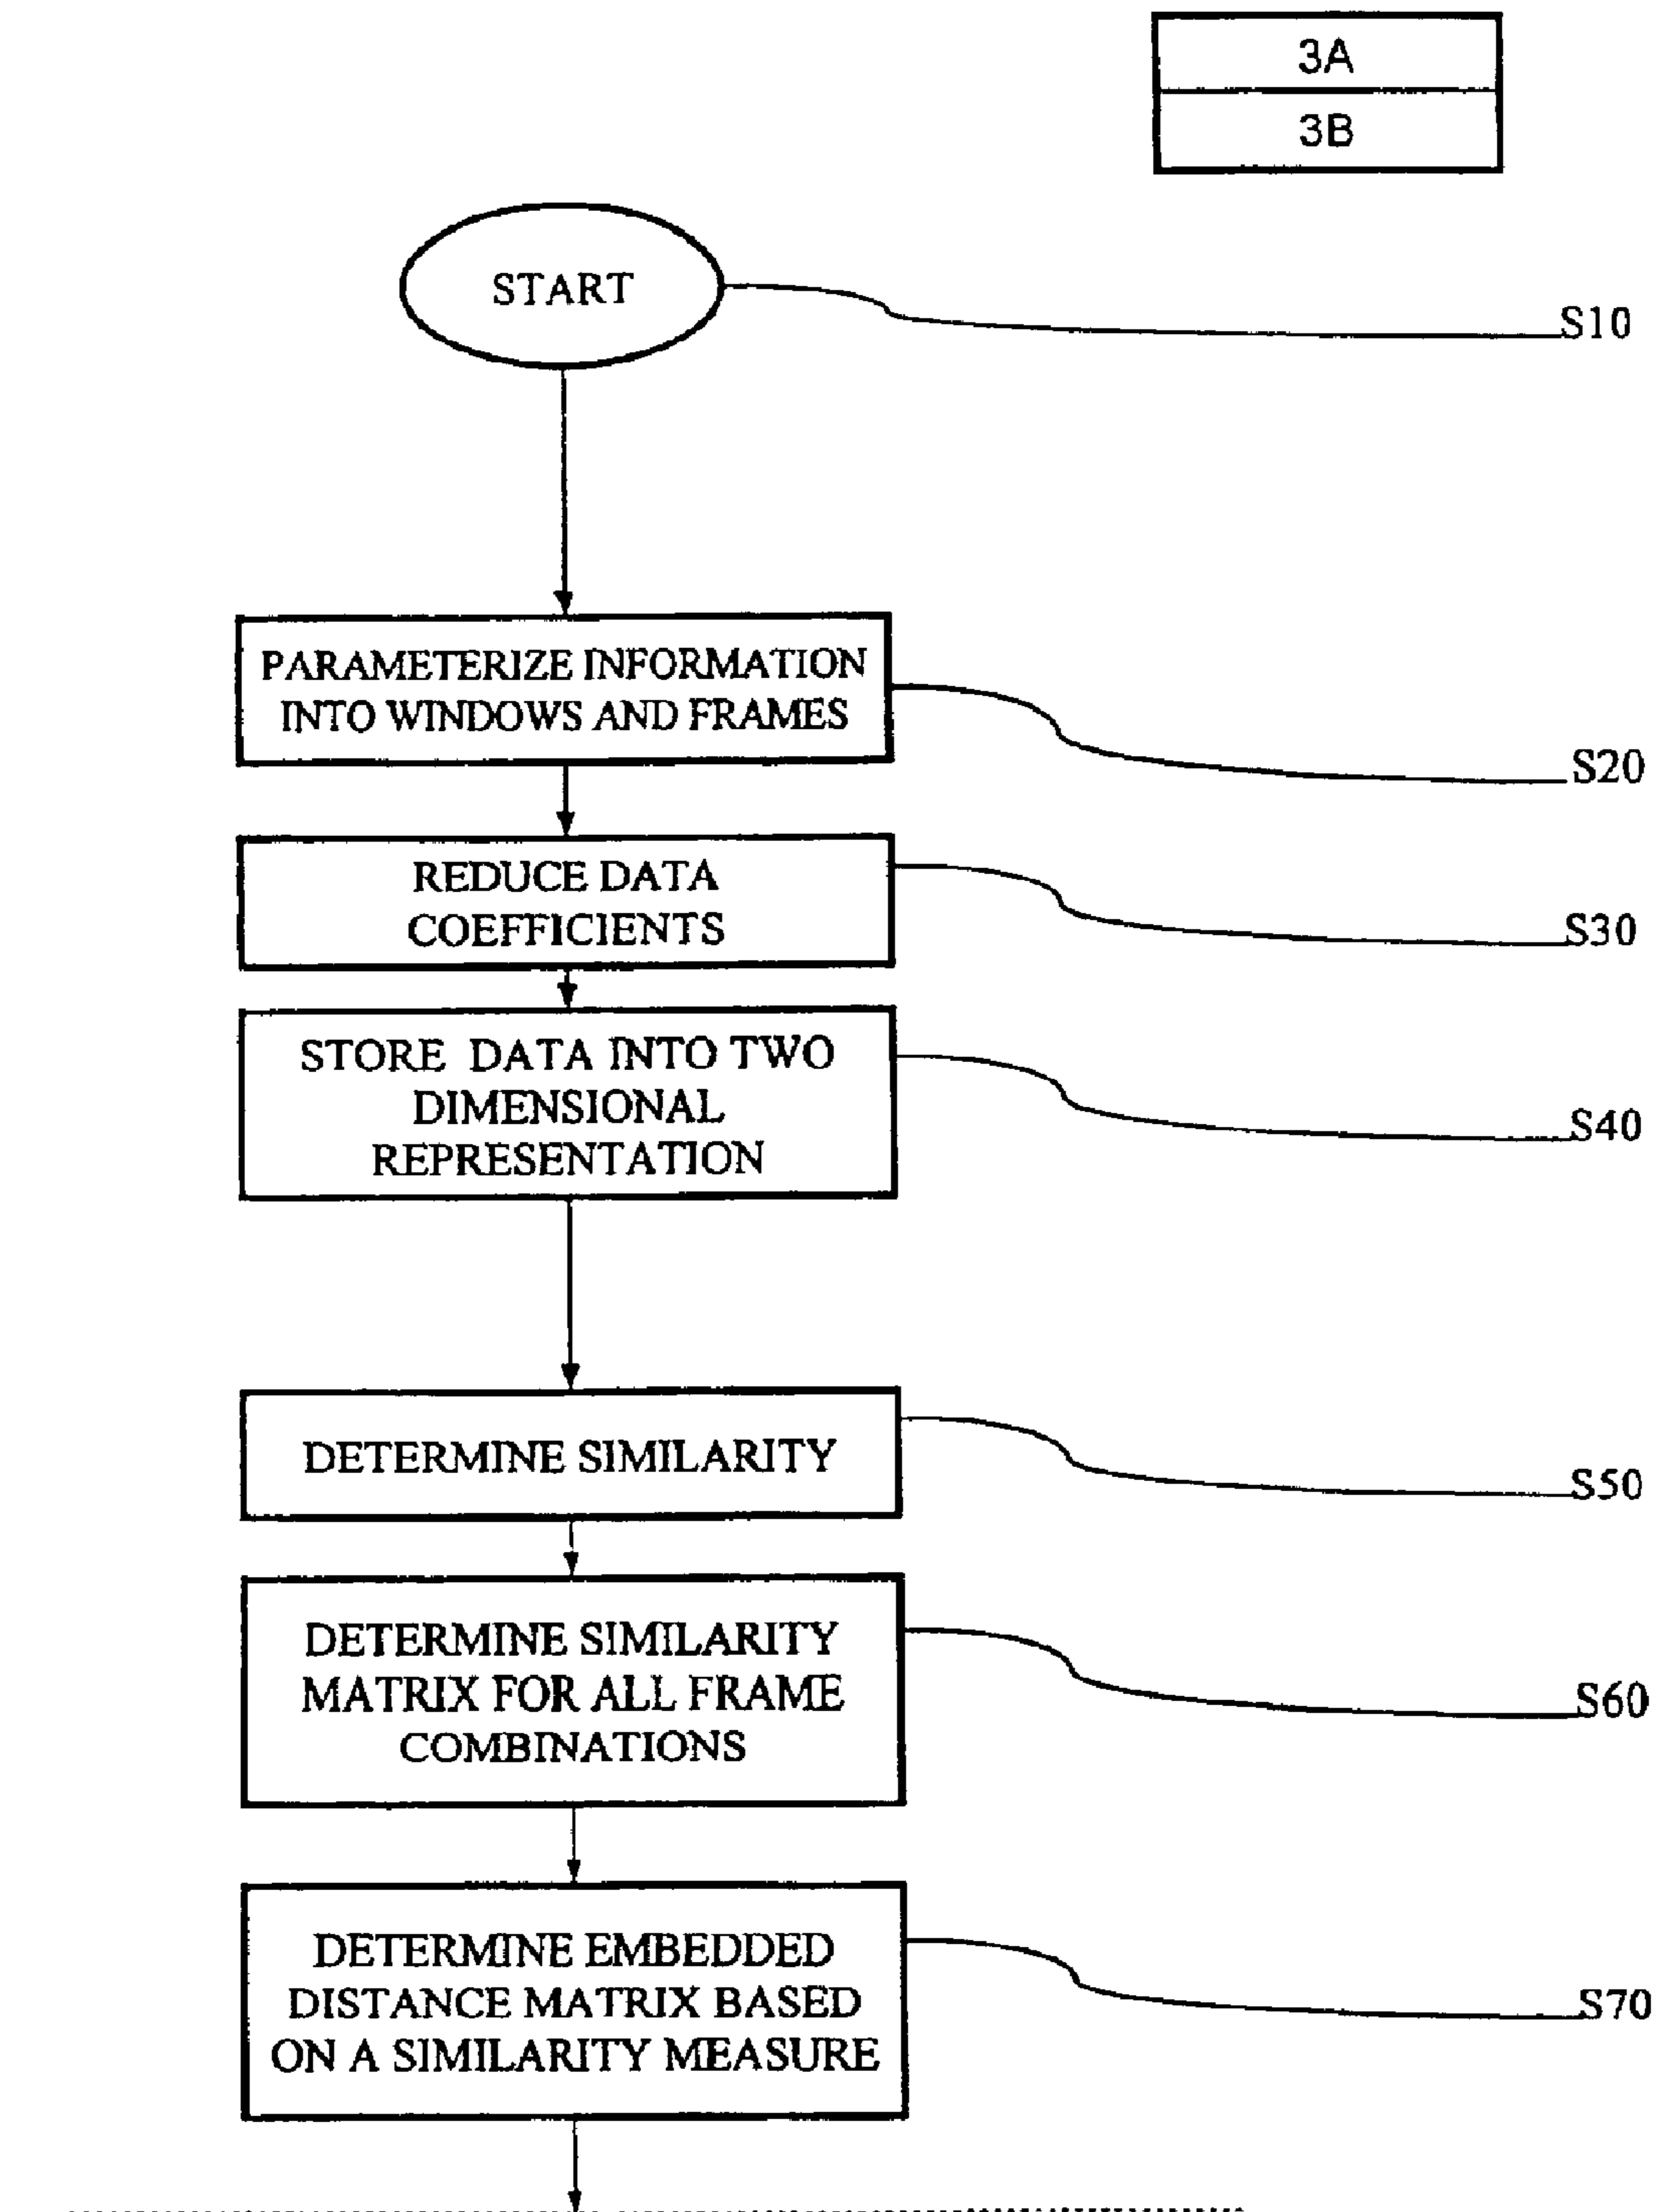 3A
3B
START
S10
PARAMETERIZE INFORMATION
INTO WINDOWS AND FRAMES
S20
REDUCE DATA
COEFFICIENTS
S30
STORE DATA INTO TWO
DIMENSIONAL
REPRESENTATION
S40
DETERMINE SIMILARITY
S50
DETERMINE SIMILARITY
MATRIX FOR ALL FRAME
COMBINATIONS
S60
DETERMINE EMBEDDED
DISTANCE MATRIX BASED
ON A SIMILARITY MEASURE
S70